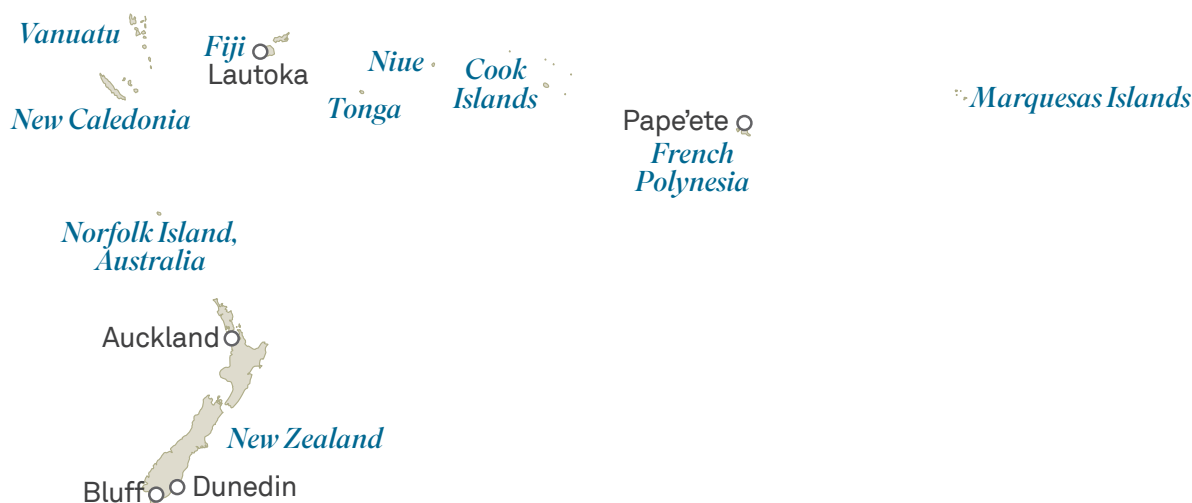 Vanuatu
Fiji
Lautoka
Niue
Cook
Islands
Tonga
New Caledonia
Marquesas Islands
Pape’ete
French
Polynesia
Norfolk Island,
Australia
Auckland
New Zealand
Bluff
Dunedin